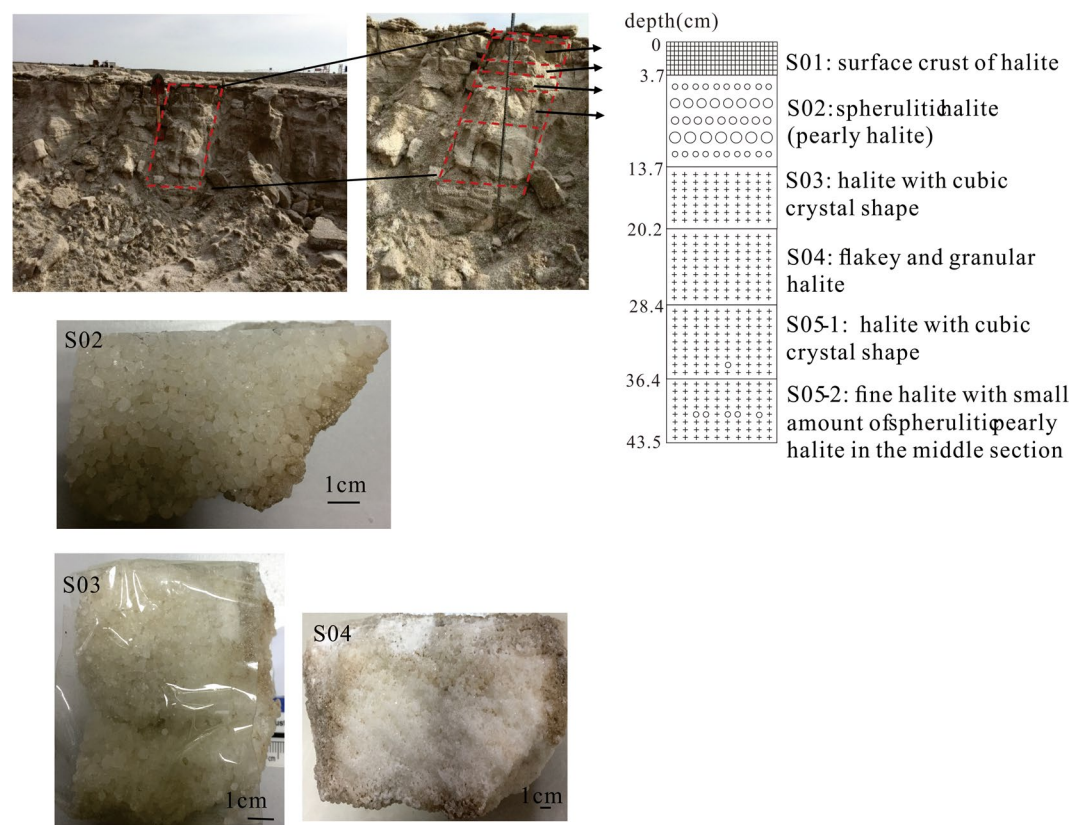 depth(cm)
0
3.7
13.7
20.2
28.4
36.4
43.5
S01: surface crust of halite
S02: spherulitic halite
(pearly halite)
S03: halite with cubic
crystal shape
S04: flakey and granular
halite
S05-1: halite with cubic
crystal shape
S05-2: fine halite with small
amount of spherulitic pearly
halite in the middle section
S02
1cm
S03
1cm
S04
1cm